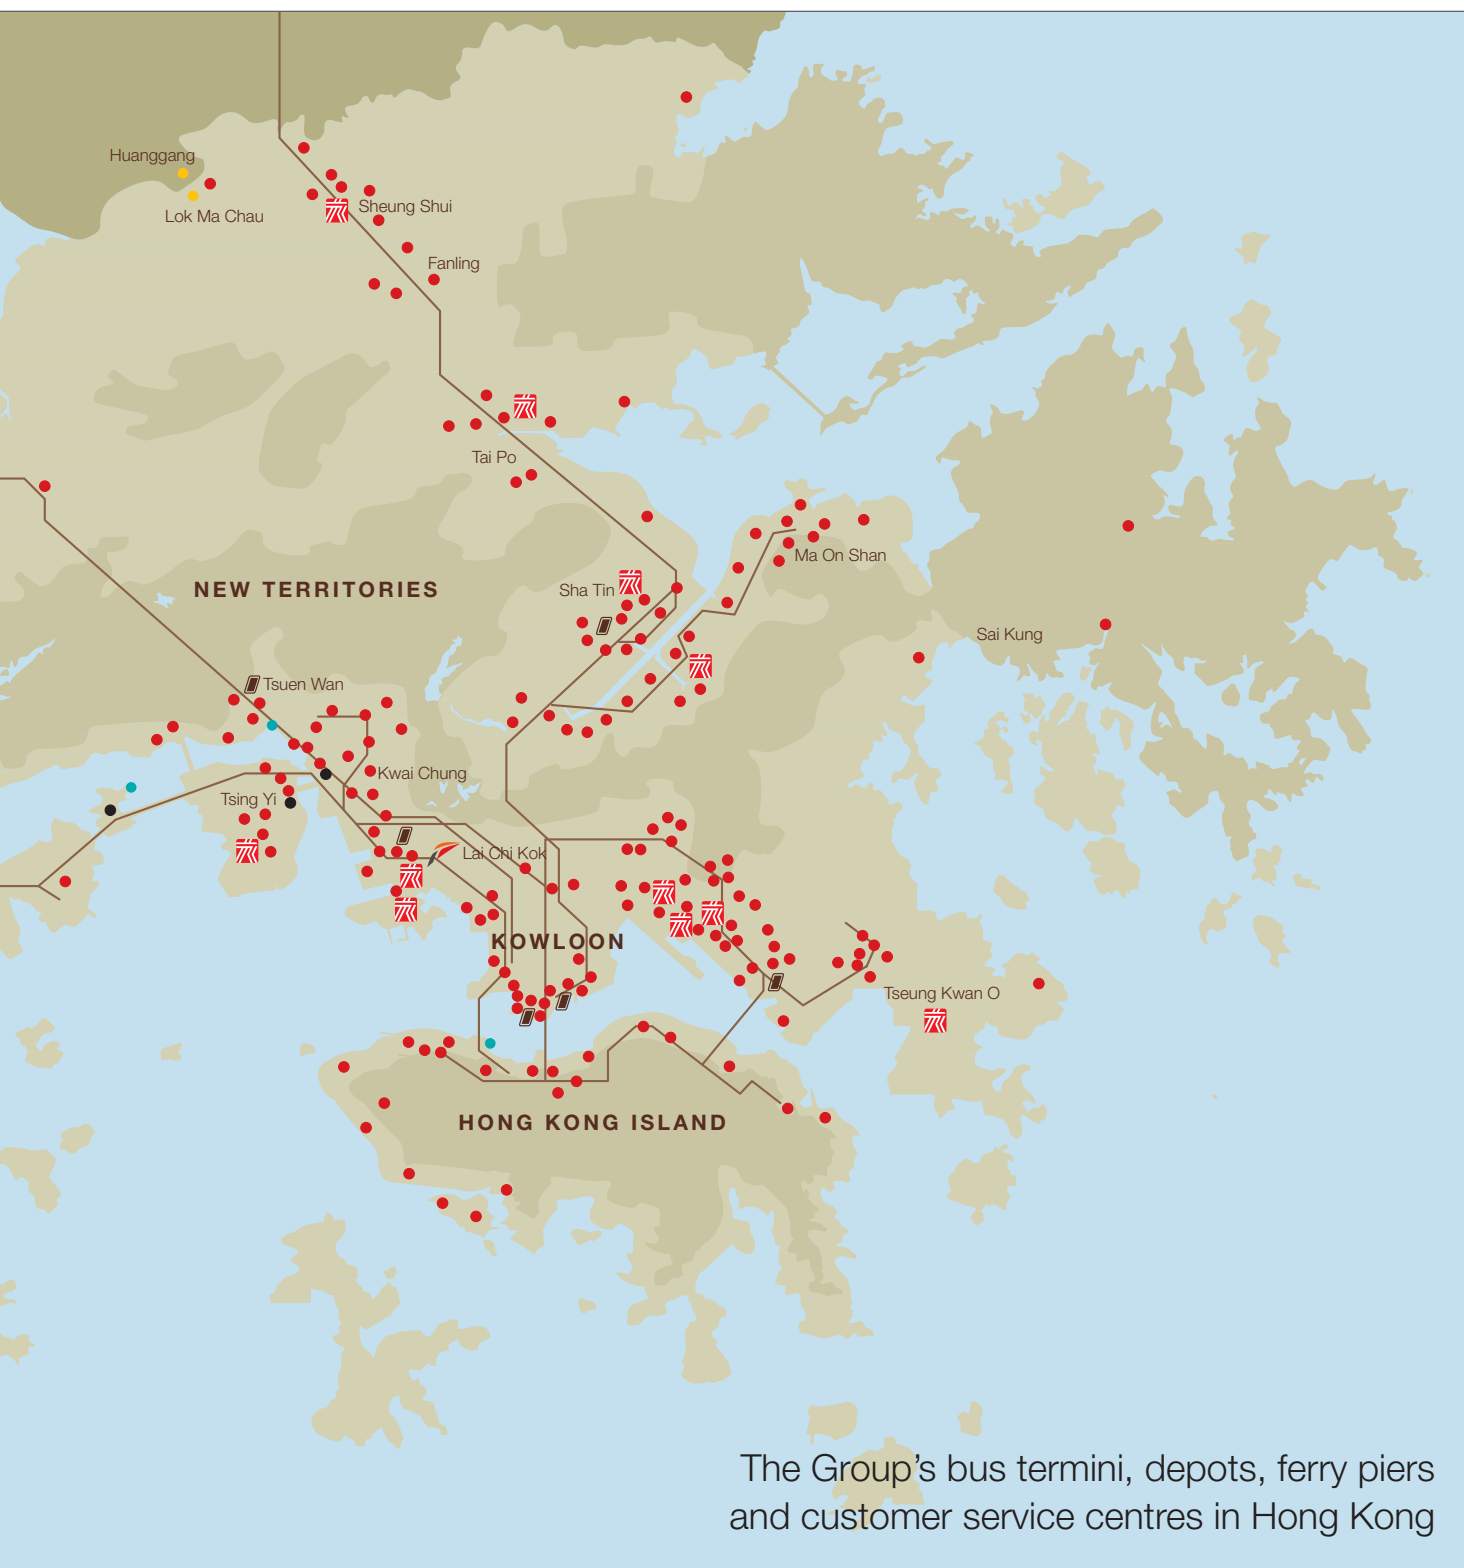 Huanggang
Lok Ma Chau
Sheung Shui
Fanling
Tai Po
Ma On Shan
NEW TERRITORIES
Sha Tin
Sai Kung
Tsuen Wan
Kwai Chung
Tsing Yi
Lai Chi Kok
KOWLOON
Tseung Kwan O
HONG KONG ISLAND
The Group’s bus termini, depots, ferry piers
and customer service centres in Hong Kong